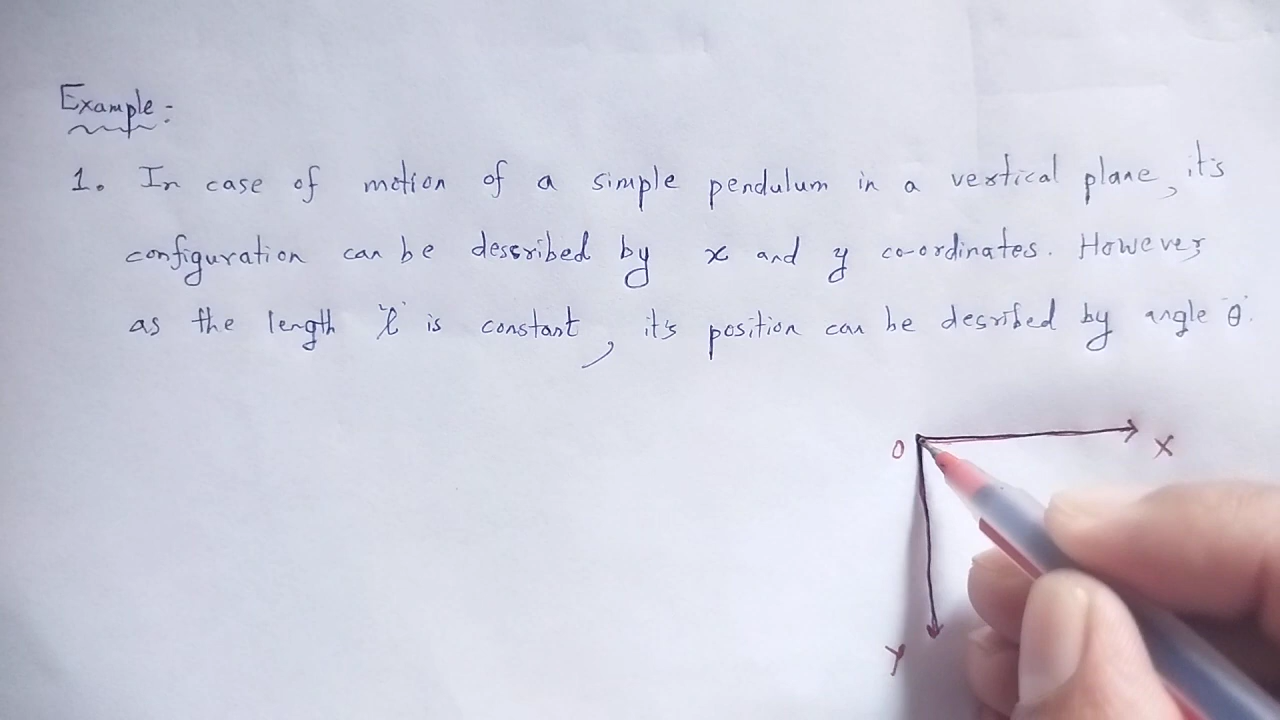 Example:
1. In case of motion of a simple pendulum in a vertical plane, it's
configuration can be described by x and y co-ordinates. However,
as the length 'l' is constant, it's position can be desribed by angle 'θ'.
O X
Y